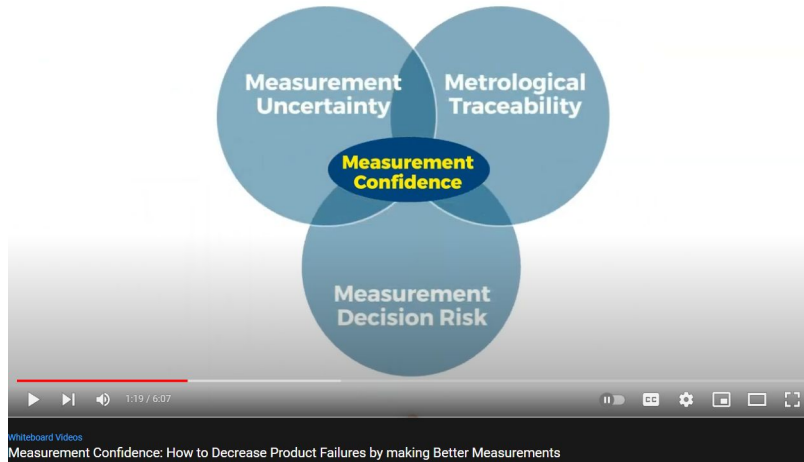 Measurement
Uncertainty
Metrological
Traceability
Measurement
Confidence
Measurement
Decision Risk
1:19 / 6:07
CC
Whiteboard Videos
Measurement Confidence: How to Decrease Product Failures by making Better Measurements